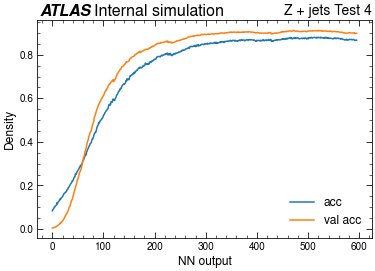 ATLAS Internal simulation
Z + jets Test 4
Density
0.8
0.6
0.4
0.2
0.0
acc
val acc
0 100 200 300 400 500 600
NN output